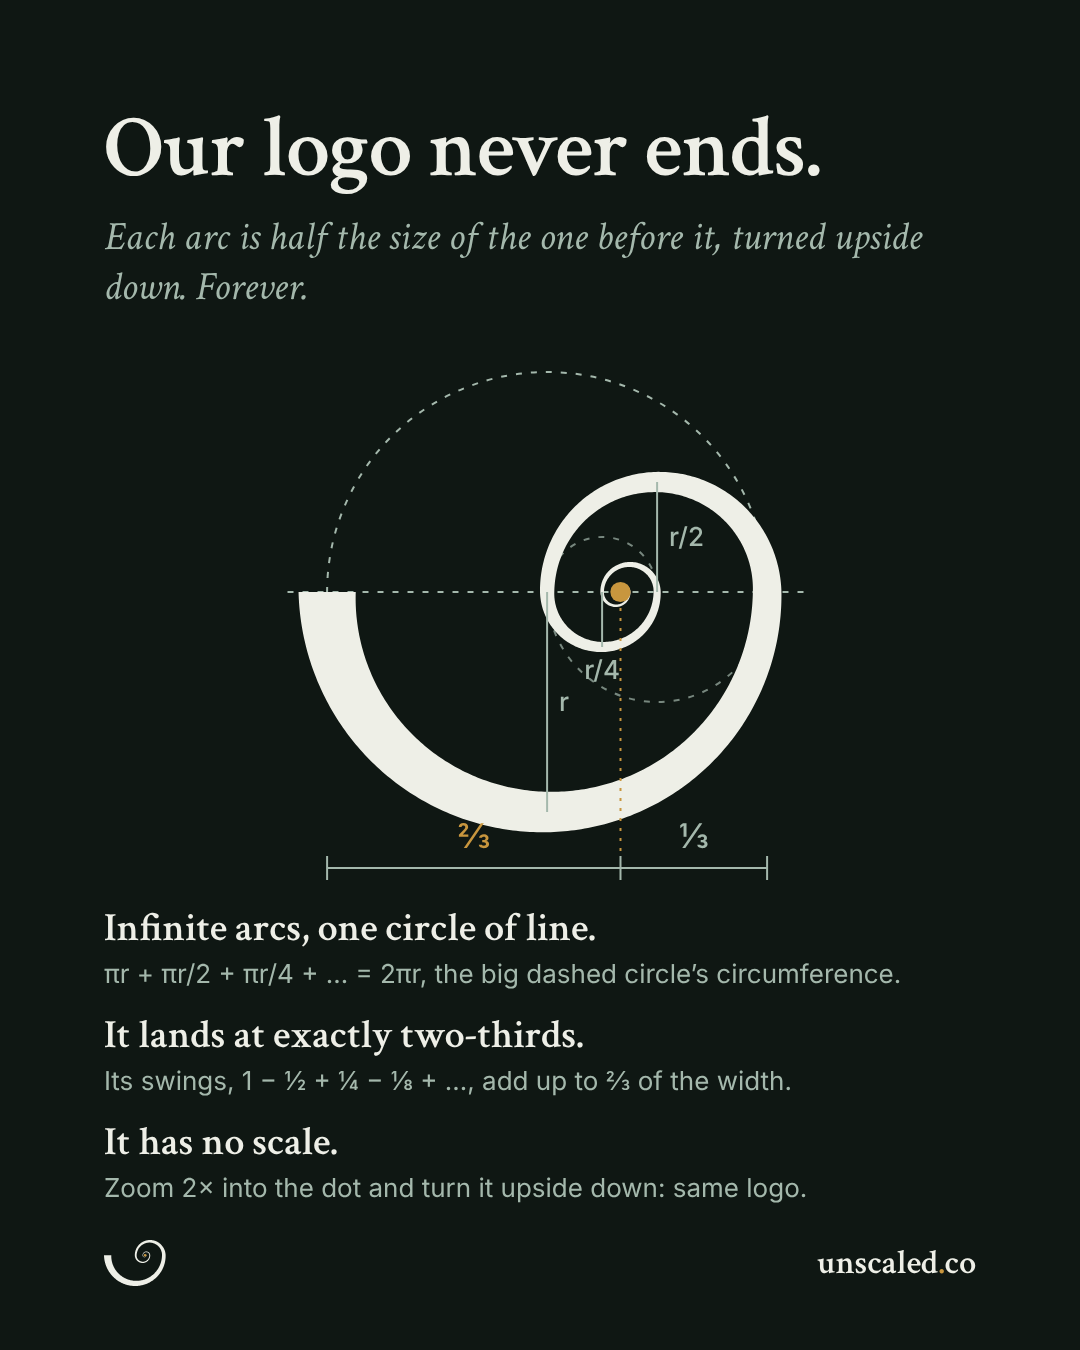 Our logo never ends.
Each arc is half the size of the one before it, turned upside
down. Forever.
r/2
r/4
r
⅔
⅓
Infinite arcs, one circle of line.
πr + πr/2 + πr/4 + … = 2πr, the big dashed circle’s circumference.
It lands at exactly two-thirds.
Its swings, 1 − ½ + ¼ − ⅛ + …, add up to ⅔ of the width.
It has no scale.
Zoom 2× into the dot and turn it upside down: same logo.
unscaled.co